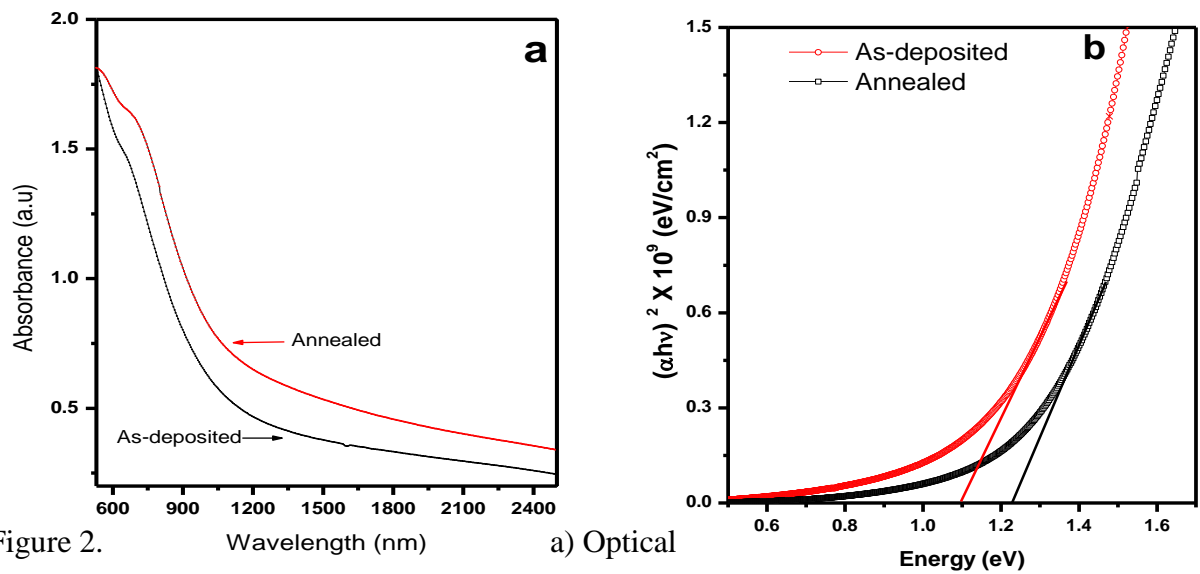 a
2.0
1.5
1.0
0.5
Absorbance (a.u)
Annealed
As-deposited
600 900 1200 1500 1800 2100 2400
Wavelength (nm)
b
As-deposited
Annealed
1.5
1.2
0.9
0.6
0.3
0.0
(αhν) ² X 10⁹ (eV/cm²)
0.6 0.8 1.0 1.2 1.4 1.6
Energy (eV)
Figure 2. a) Optical